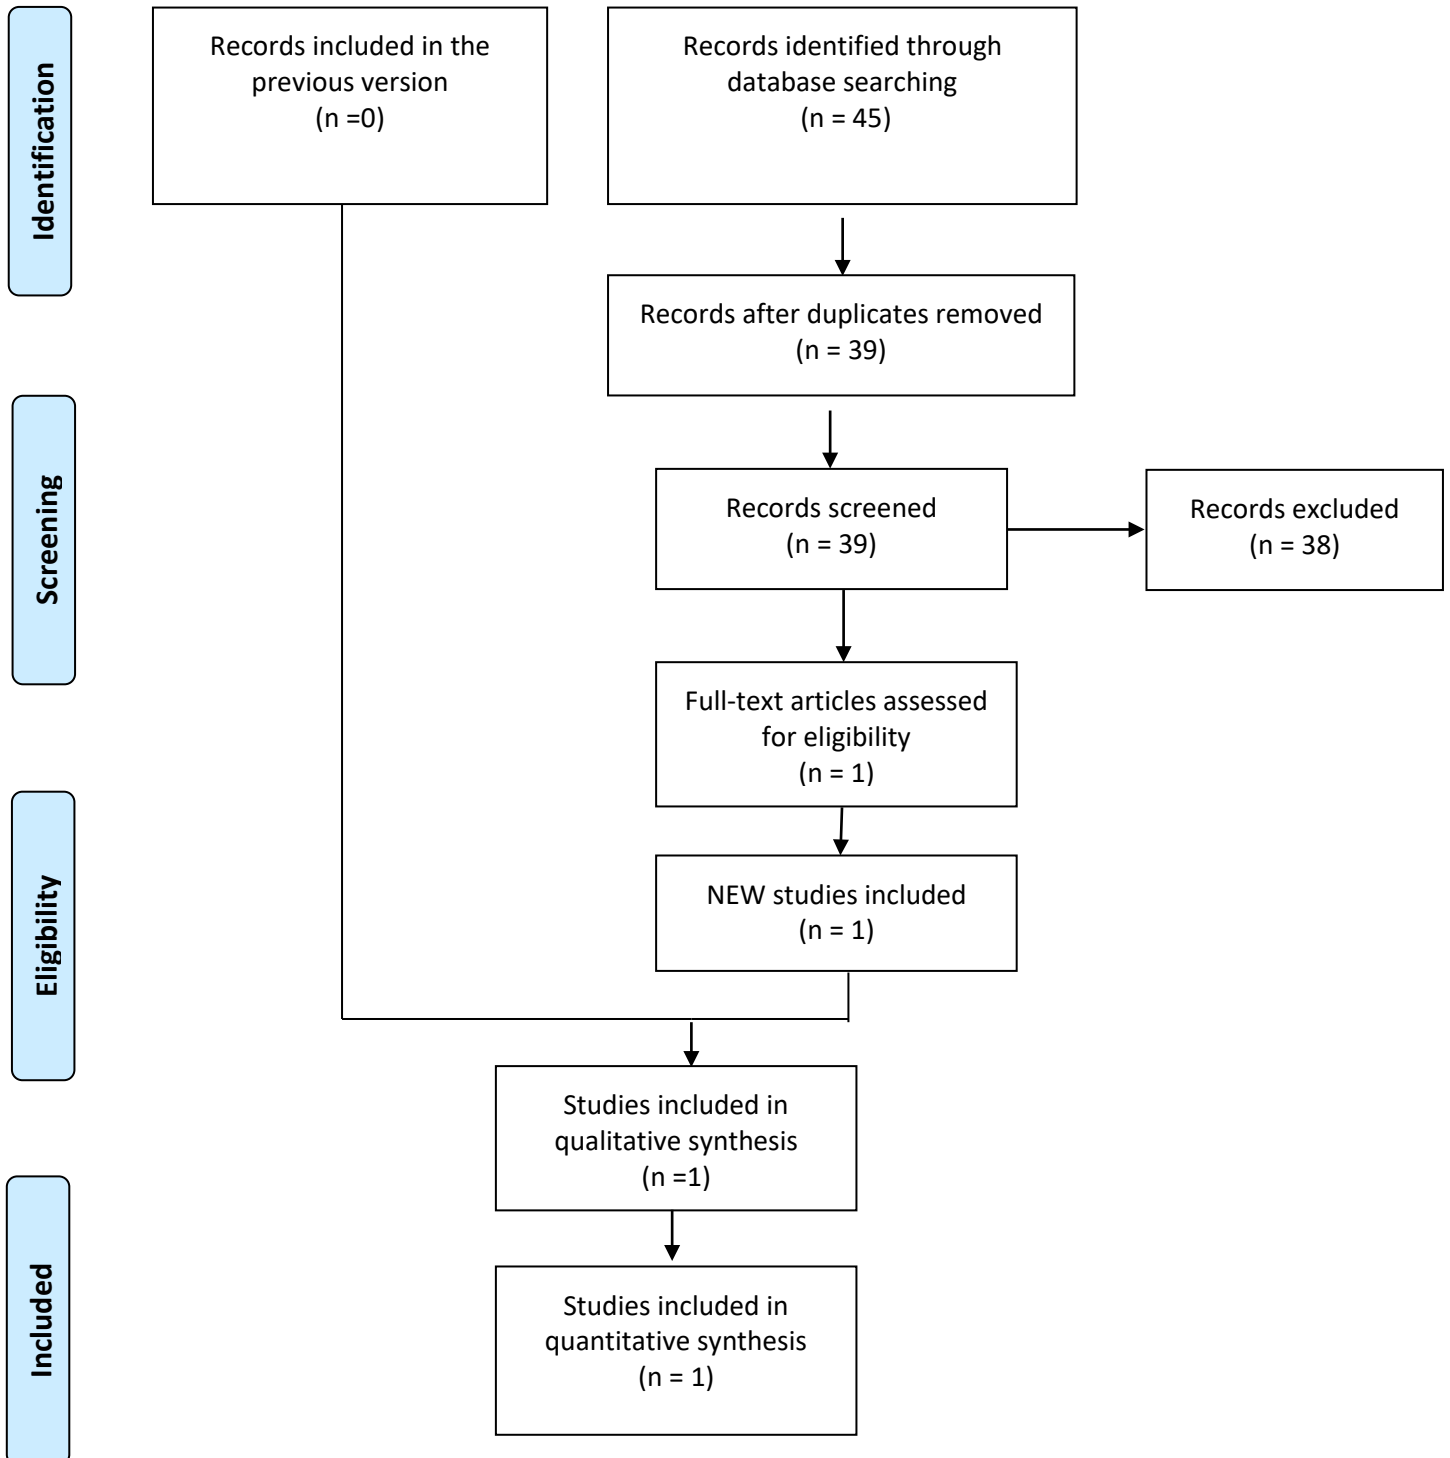 Identification
Records included in the
previous version
(n =0)
Records identified through
database searching
(n = 45)
Records after duplicates removed
(n = 39)
Screening
Records screened
(n = 39)
Records excluded
(n = 38)
Full-text articles assessed
for eligibility
(n = 1)
Eligibility
NEW studies included
(n = 1)
Studies included in
qualitative synthesis
(n =1)
Included
Studies included in
quantitative synthesis
(n = 1)